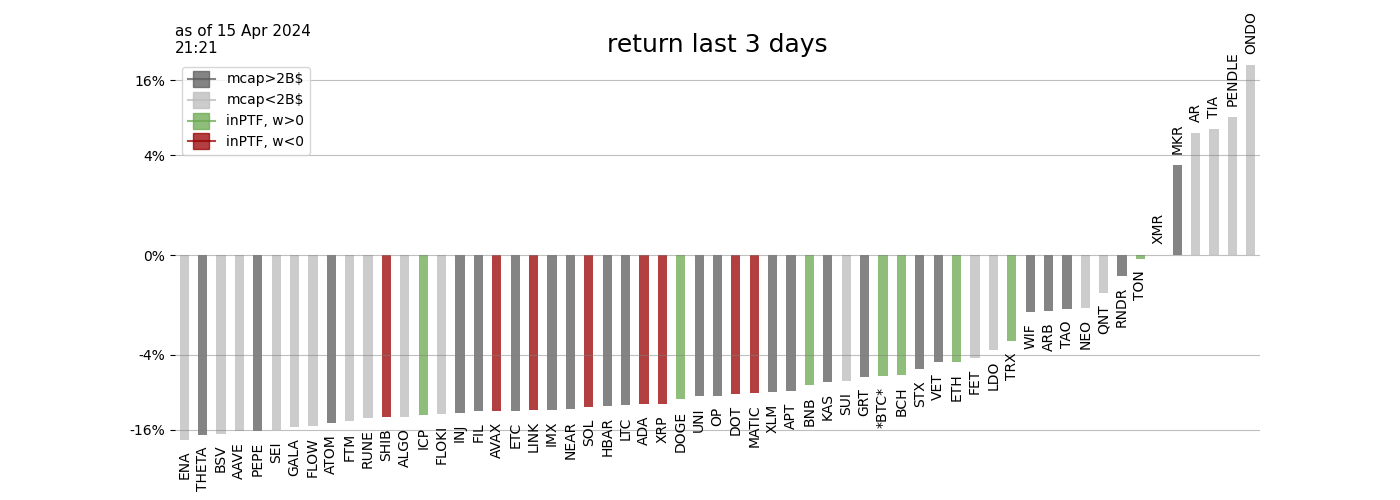 as of 15 Apr 2024
21:21
return last 3 days
mcap>2B$
mcap<2B$
inPTF, w>0
inPTF, w<0
16%
4%
0%
-4%
-16%
ENA
THETA
BSV
AAVE
PEPE
SEI
GALA
FLOW
ATOM
FTM
RUNE
SHIB
ALGO
ICP
FLOKI
INJ
FIL
AVAX
ETC
LINK
IMX
NEAR
SOL
HBAR
LTC
ADA
XRP
DOGE
UNI
OP
DOT
MATIC
XLM
APT
BNB
KAS
SUI
GRT
*BTC*
BCH
STX
VET
ETH
FET
LDO
TRX
WIF
ARB
TAO
NEO
QNT
RNDR
TON
XMR
MKR
AR
TIA
PENDLE
ONDO